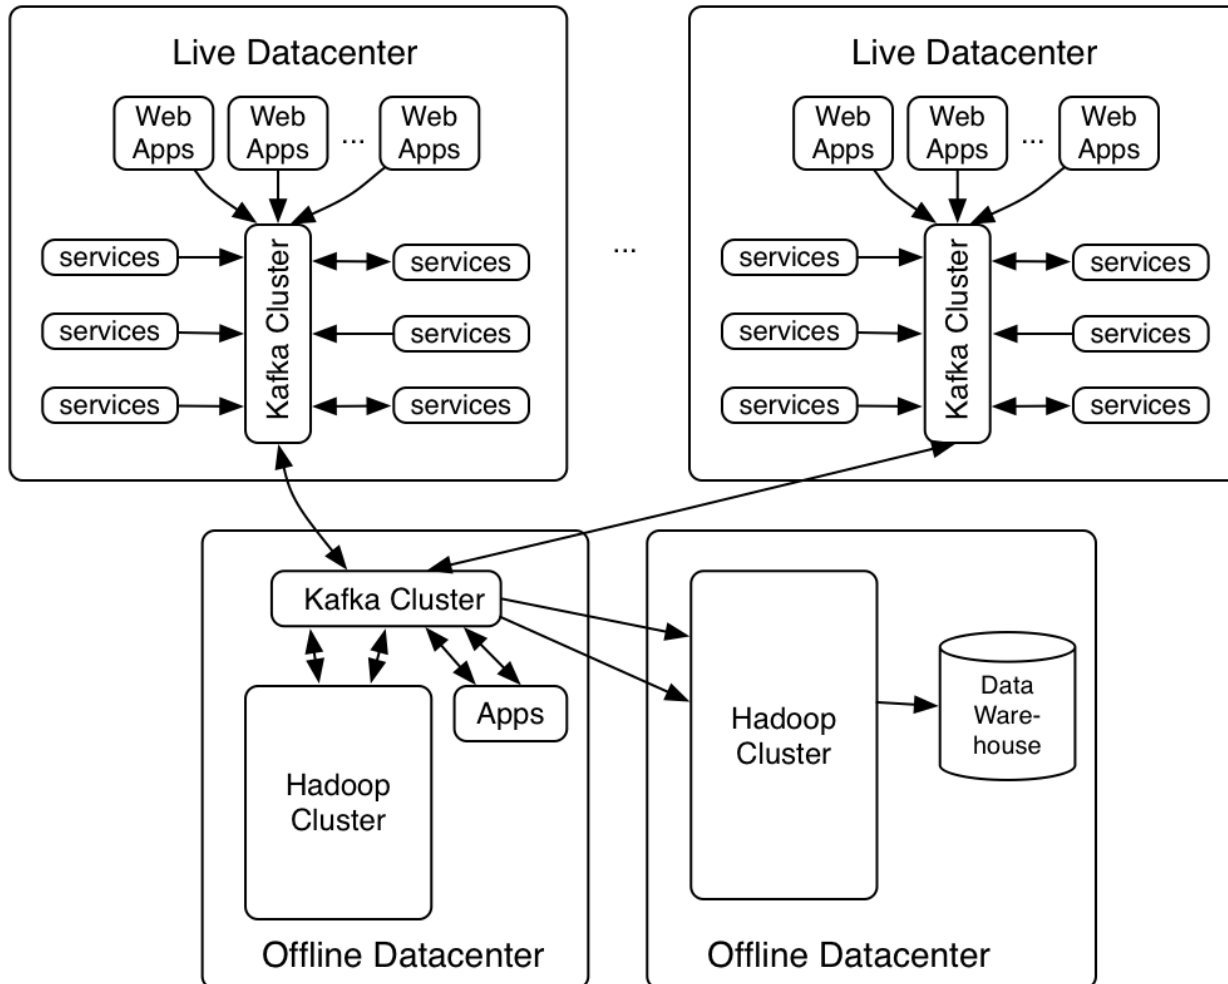 Live Datacenter
Web
Apps
Web
Apps
...
Web
Apps
services
services
services
Kafka Cluster
services
services
services
...
Live Datacenter
Web
Apps
Web
Apps
...
Web
Apps
services
services
services
Kafka Cluster
services
services
services
Kafka Cluster
Hadoop
Cluster
Apps
Offline Datacenter
Hadoop
Cluster
Data
Ware-
house
Offline Datacenter